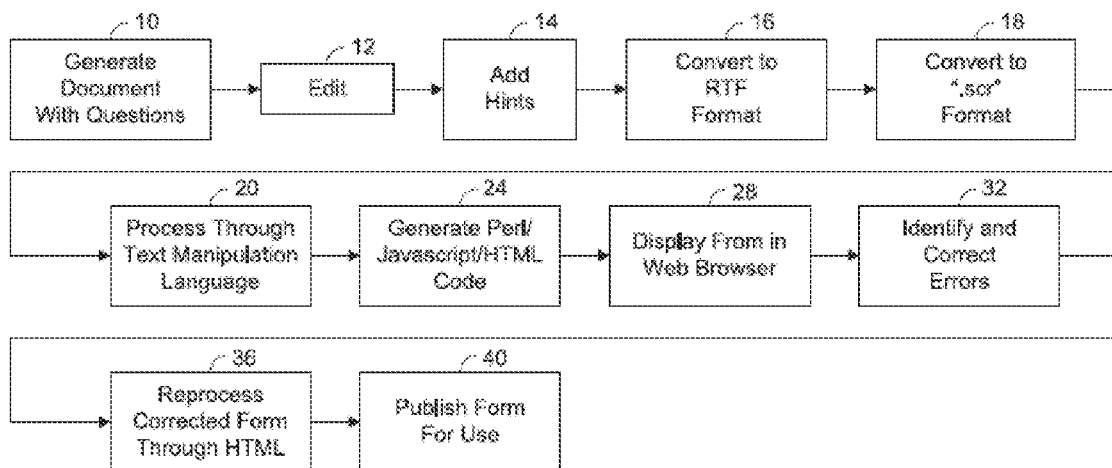 10
Generate
Document
With Questions
12
Edit
14
Add
Hints
16
Convert to
RTF
Format
18
Convert to
".scr"
Format
20
Process Through
Text Manipulation
Language
24
Generate Perl/
Javascript/HTML
Code
28
Display From in
Web Browser
32
Identify and
Correct
Errors
36
Reprocess
Corrected Form
Through HTML
40
Publish Form
For Use